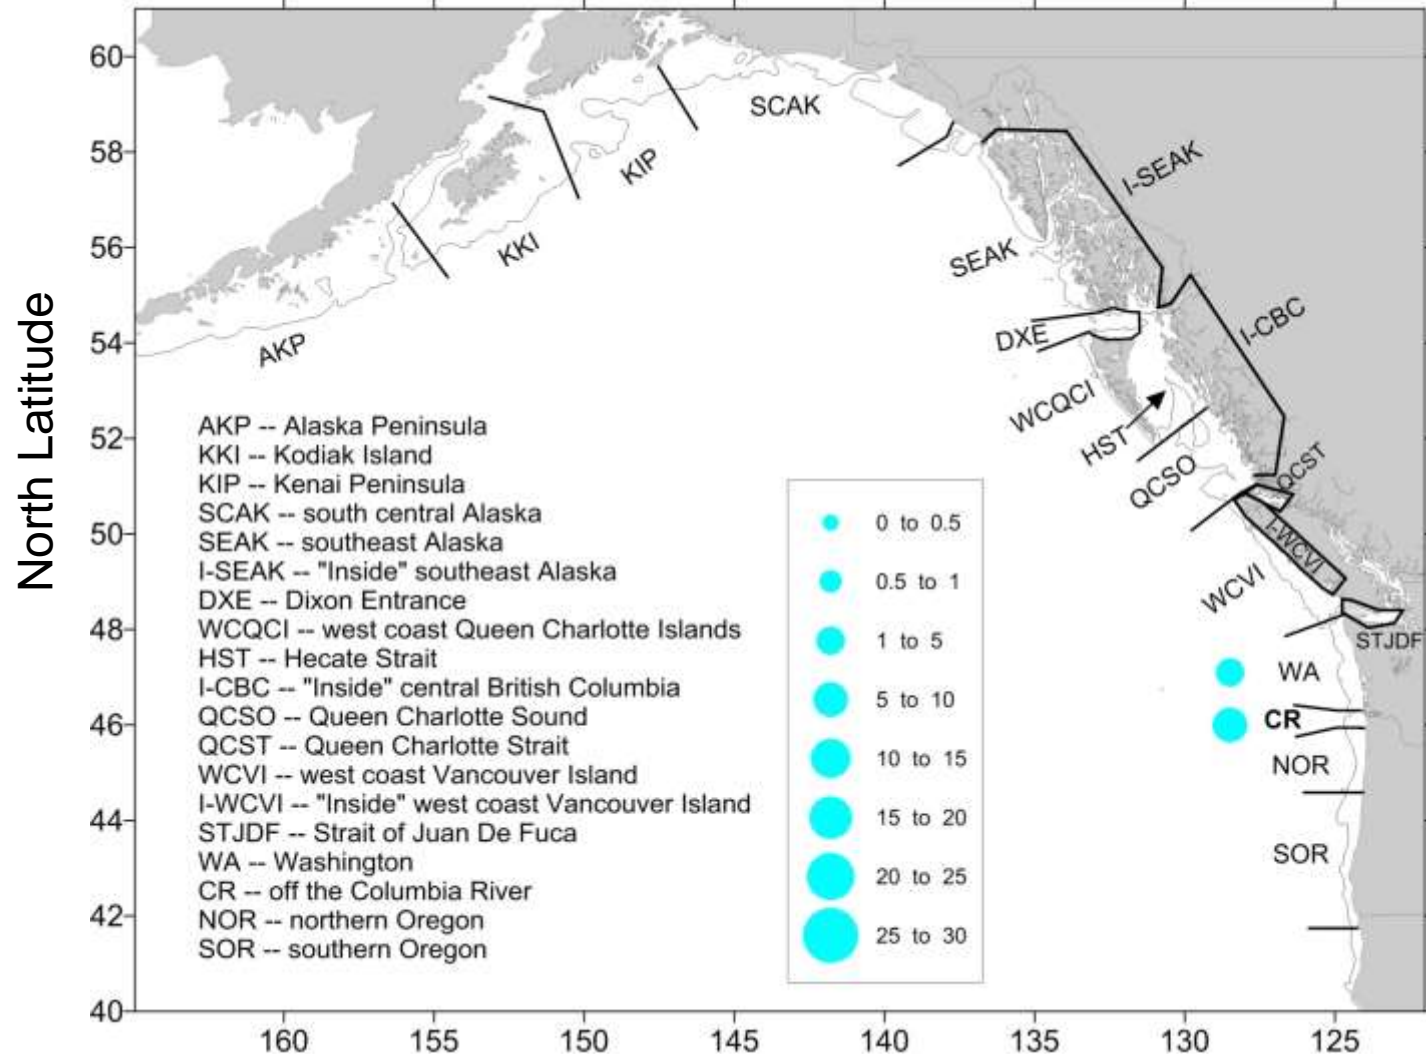 North Latitude
60
58
56
54
52
50
48
46
44
42
40
160
155
150
145
140
135
130
125
SCAK
KIP
KKI
AKP
I-SEAK
SEAK
DXE
I-CBC
WCQCI
HST
QCSO
QCST
I-WCVI
WCVI
STJDF
WA
CR
NOR
SOR
AKP -- Alaska Peninsula
KKI -- Kodiak Island
KIP -- Kenai Peninsula
SCAK -- south central Alaska
SEAK -- southeast Alaska
I-SEAK -- "Inside" southeast Alaska
DXE -- Dixon Entrance
WCQCI -- west coast Queen Charlotte Islands
HST -- Hecate Strait
I-CBC -- "Inside" central British Columbia
QCSO -- Queen Charlotte Sound
QCST -- Queen Charlotte Strait
WCVI -- west coast Vancouver Island
I-WCVI -- "Inside" west coast Vancouver Island
STJDF -- Strait of Juan De Fuca
WA -- Washington
CR -- off the Columbia River
NOR -- northern Oregon
SOR -- southern Oregon
0 to 0.5
0.5 to 1
1 to 5
5 to 10
10 to 15
15 to 20
20 to 25
25 to 30